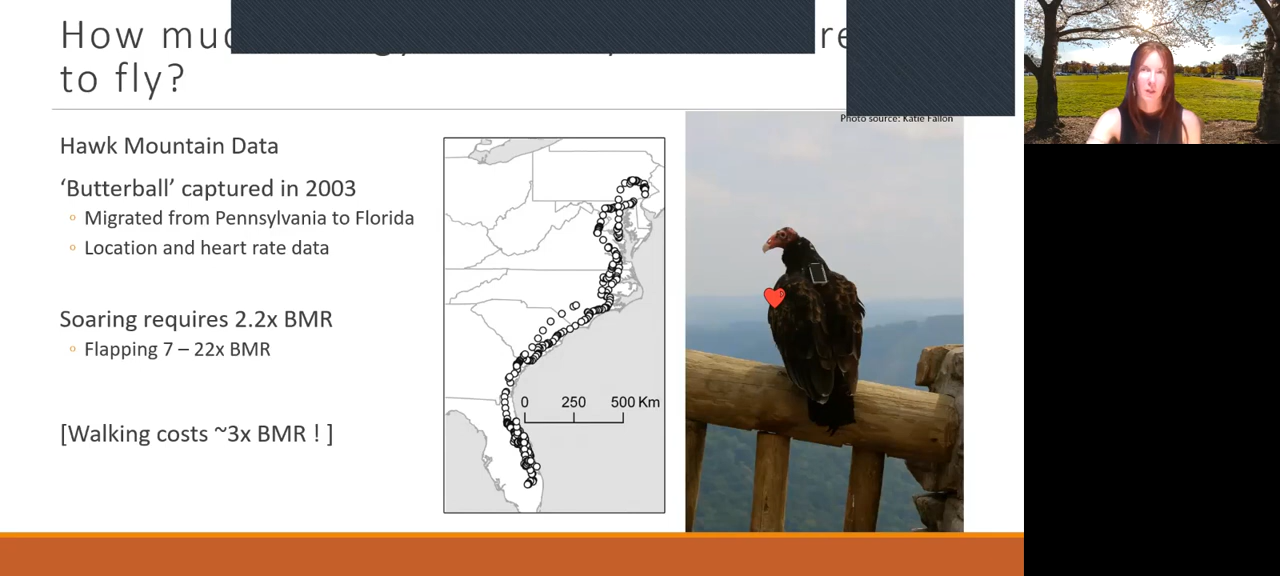 How
to fly?
Photo source: Katie Fallon
Hawk Mountain Data
‘Butterball’ captured in 2003
Migrated from Pennsylvania to Florida
Location and heart rate data
Soaring requires 2.2x BMR
Flapping 7 – 22x BMR
[Walking costs ~3x BMR ! ]
0 250 500 Km